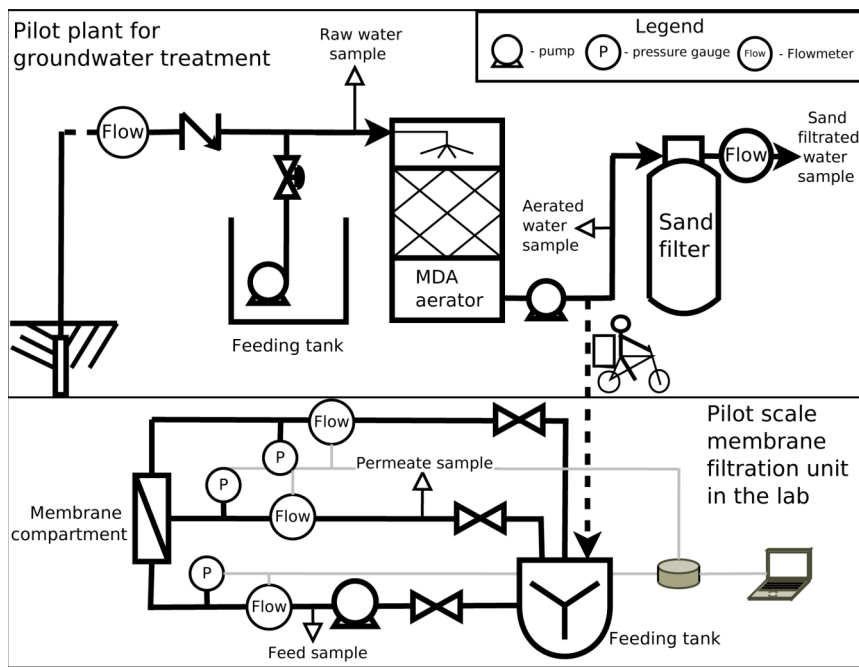 Pilot plant for
groundwater treatment
Raw water
sample
Legend
- pump
P
- pressure gauge
Flow
- Flowmeter
Flow
Sand
filtrated
water
sample
Flow
Aerated
water
sample
Sand
filter
MDA
aerator
Feeding tank
Pilot scale
membrane
filtration unit
in the lab
Flow
P
Permeate sample
P
Flow
Membrane
compartment
P
Flow
Feed sample
Feeding tank